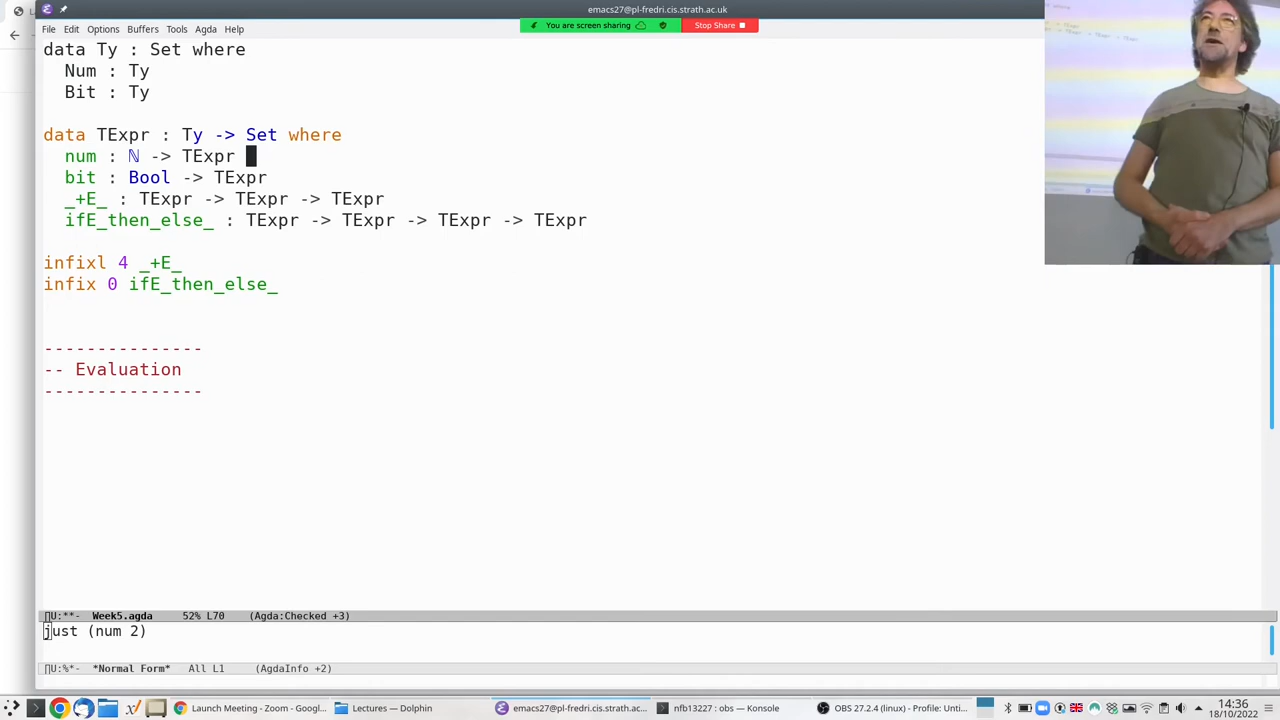 emacs27@pl-fredri.cis.strath.ac.uk
File Edit Options Buffers Tools Agda Help
You are screen sharing
Stop Share
data Ty : Set where
  Num : Ty
  Bit : Ty
data TExpr : Ty -> Set where
  num : ℕ -> TExpr
  bit : Bool -> TExpr
  _+E_ : TExpr -> TExpr -> TExpr
  ifE_then_else_ : TExpr -> TExpr -> TExpr -> TExpr
infixl 4 _+E_
infix 0 ifE_then_else_
---------------
-- Evaluation
---------------
U:**- Week5.agda 52% L70 (Agda:Checked +3)
just (num 2)
U:%*- *Normal Form* All L1 (AgdaInfo +2)
Launch Meeting - Zoom - Googl...
Lectures — Dolphin
emacs27@pl-fredri.cis.strath.ac.uk...
nfb13227 : obs — Konsole
OBS 27.2.4 (linux) - Profile: Unti...
14:36
18/10/2022